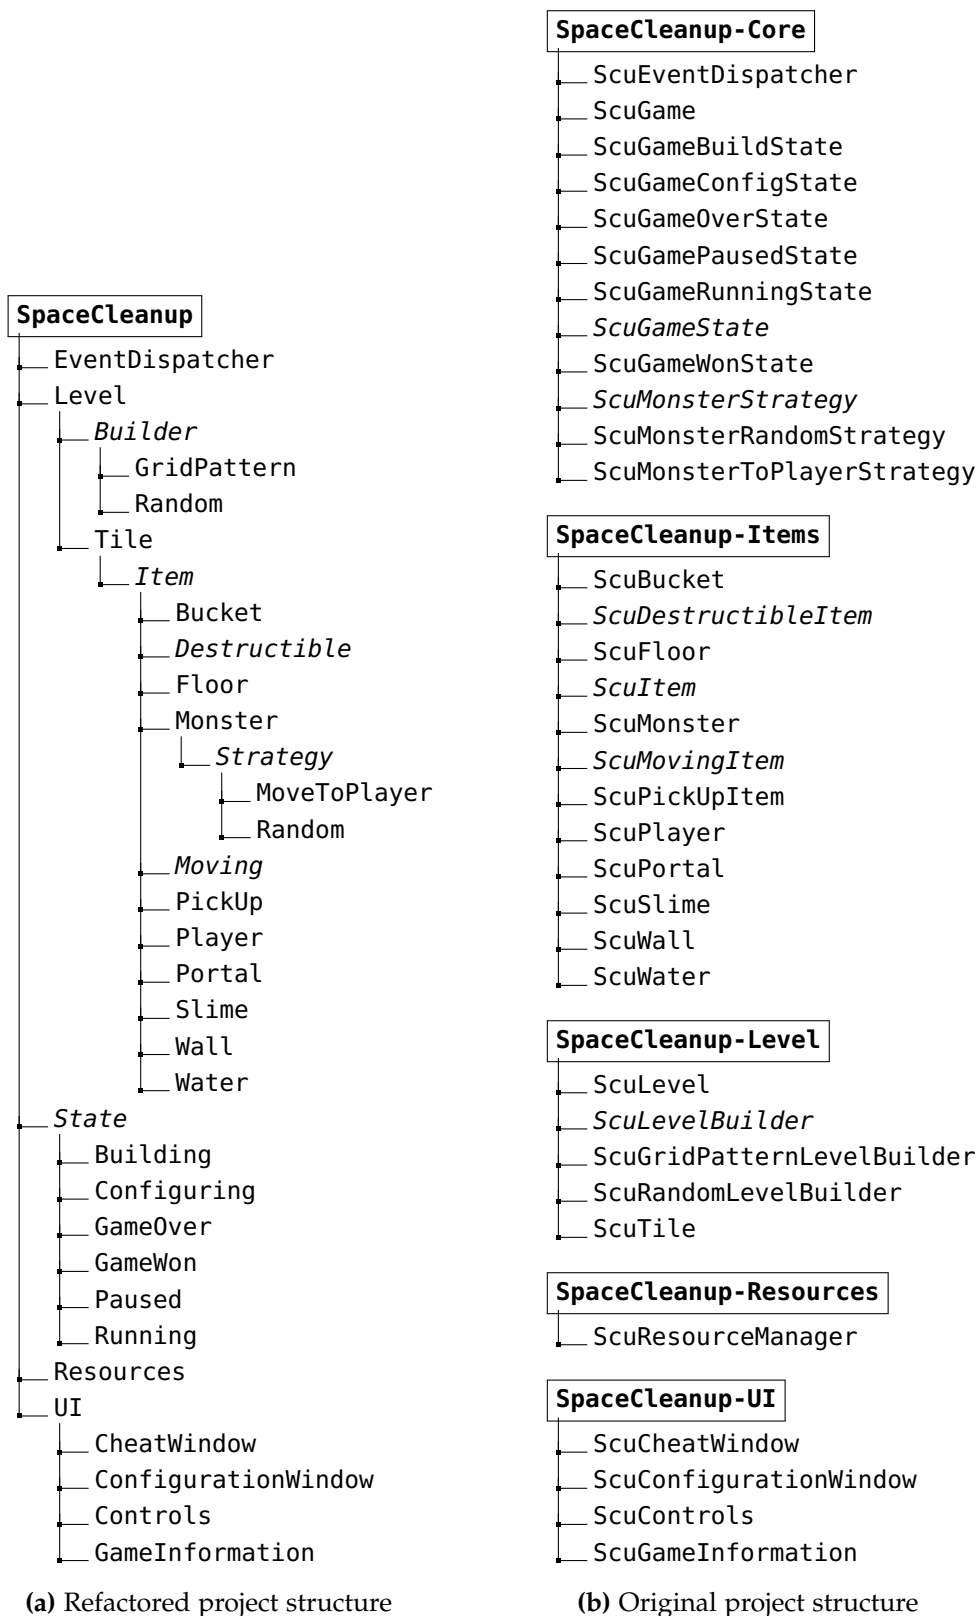 SpaceCleanup
EventDispatcher
Level
Builder
GridPattern
Random
Tile
Item
Bucket
Destructible
Floor
Monster
Strategy
MoveToPlayer
Random
Moving
PickUp
Player
Portal
Slime
Wall
Water
State
Building
Configuring
GameOver
GameWon
Paused
Running
Resources
UI
CheatWindow
ConfigurationWindow
Controls
GameInformation
(a) Refactored project structure
SpaceCleanup-Core
ScuEventDispatcher
ScuGame
ScuGameBuildState
ScuGameConfigState
ScuGameOverState
ScuGamePausedState
ScuGameRunningState
ScuGameState
ScuGameWonState
ScuMonsterStrategy
ScuMonsterRandomStrategy
ScuMonsterToPlayerStrategy
SpaceCleanup-Items
ScuBucket
ScuDestructibleItem
ScuFloor
ScuItem
ScuMonster
ScuMovingItem
ScuPickUpItem
ScuPlayer
ScuPortal
ScuSlime
ScuWall
ScuWater
SpaceCleanup-Level
ScuLevel
ScuLevelBuilder
ScuGridPatternLevelBuilder
ScuRandomLevelBuilder
ScuTile
SpaceCleanup-Resources
ScuResourceManager
SpaceCleanup-UI
ScuCheatWindow
ScuConfigurationWindow
ScuControls
ScuGameInformation
(b) Original project structure